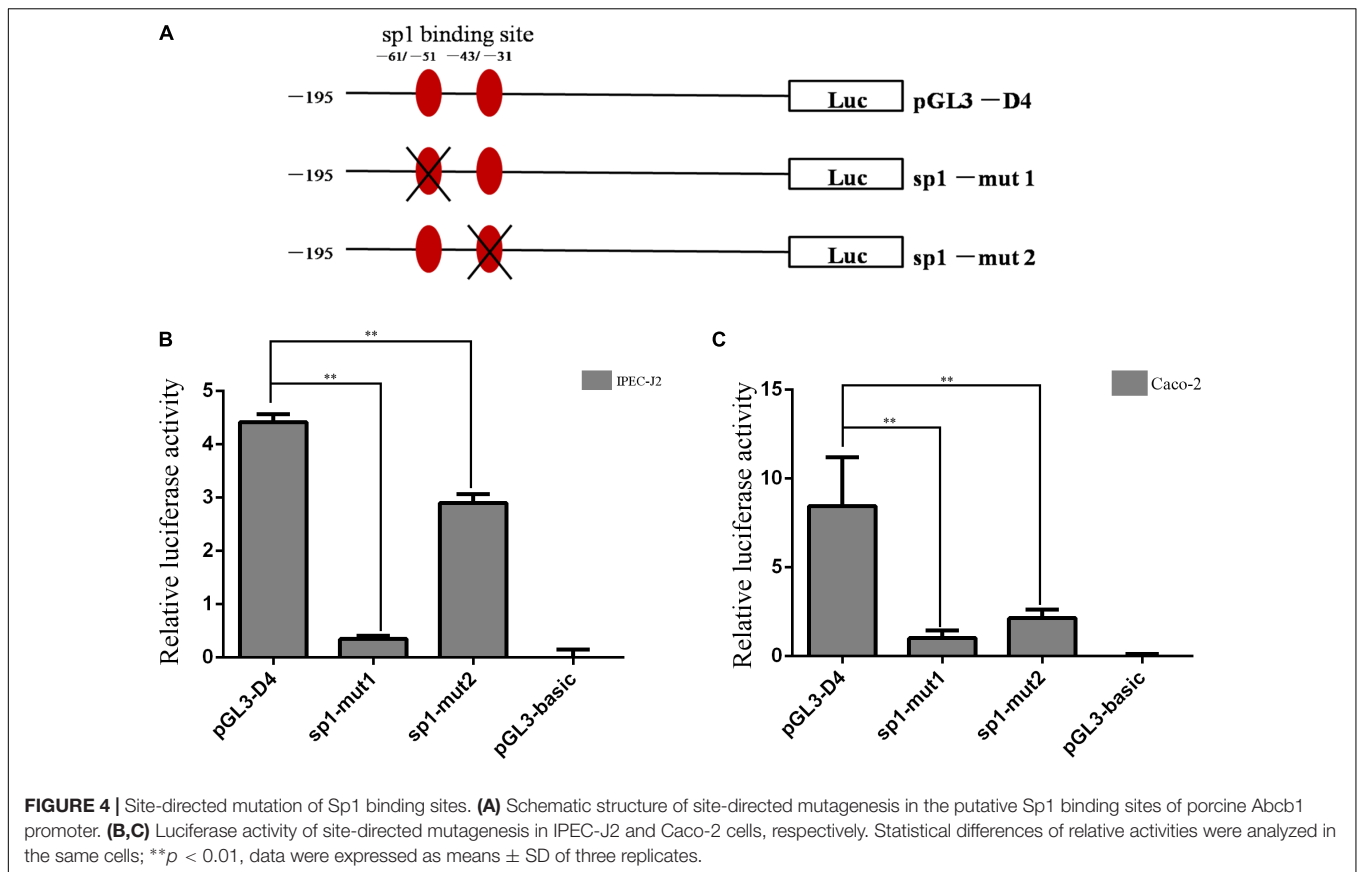 A
sp1 binding site
−61/ −51 −43/ −31
−195 Luc pGL3 −D4
−195 Luc sp1 −mut 1
−195 Luc sp1 −mut 2
B
**
**
IPEC-J2
Relative luciferase activity
5
4
3
2
1
0
pGL3-D4
sp1-mut1
sp1-mut2
pGL3-basic
C
**
**
Caco-2
Relative luciferase activity
15
10
5
0
pGL3-D4
sp1-mut1
sp1-mut2
pGL3-basic
FIGURE 4 | Site-directed mutation of Sp1 binding sites. (A) Schematic structure of site-directed mutagenesis in the putative Sp1 binding sites of porcine Abcb1
promoter. (B,C) Luciferase activity of site-directed mutagenesis in IPEC-J2 and Caco-2 cells, respectively. Statistical differences of relative activities were analyzed in
the same cells; **p < 0.01, data were expressed as means ± SD of three replicates.